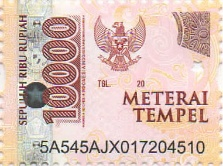 SEPULUH RIBU RUPIAH
10000
TGL. 20
METERAI
TEMPEL
5A545AJX017204510